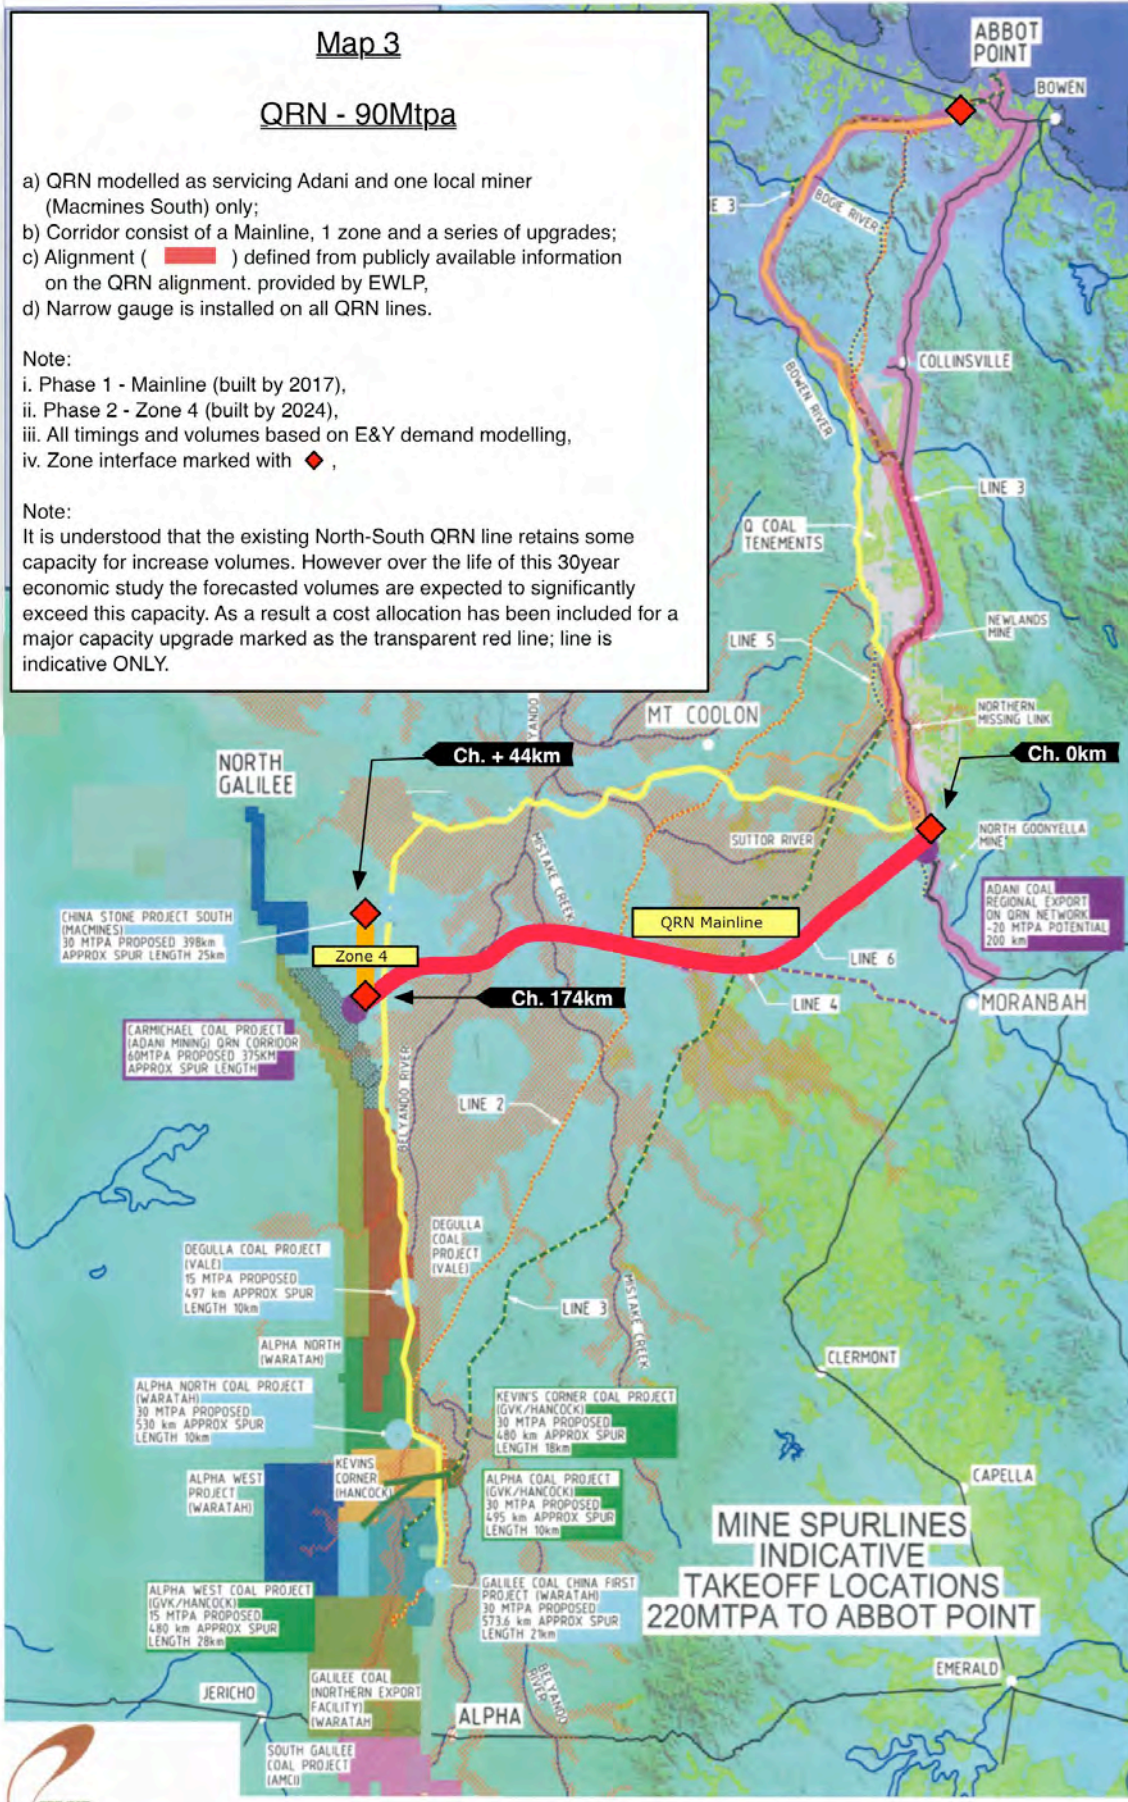 Map 3
QRN - 90Mtpa
a) QRN modelled as servicing Adani and one local miner
(Macmines South) only;
b) Corridor consist of a Mainline, 1 zone and a series of upgrades;
c) Alignment ( ) defined from publicly available information
on the QRN alignment. provided by EWLP,
d) Narrow gauge is installed on all QRN lines.
Note:
i. Phase 1 - Mainline (built by 2017),
ii. Phase 2 - Zone 4 (built by 2024),
iii. All timings and volumes based on E&Y demand modelling,
iv. Zone interface marked with ,
Note:
It is understood that the existing North-South QRN line retains some
capacity for increase volumes. However over the life of this 30year
economic study the forecasted volumes are expected to significantly
exceed this capacity. As a result a cost allocation has been included for a
major capacity upgrade marked as the transparent red line; line is
indicative ONLY.
ABBOT
POINT
BOWEN
E 3
BOGIE RIVER
COLLINSVILLE
BOWEN RIVER
LINE 3
Q COAL
TENEMENTS
NEWLANDS
MINE
LINE 5
NORTHERN
MISSING LINK
YANDO
MT COOLON
Ch. + 44km
Ch. 0km
NORTH
GALILEE
SUTTOR RIVER
NORTH GOONYELLA
MINE
MISTAKE CREEK
ADANI COAL
REGIONAL EXPORT
ON QRN NETWORK
-20 MTPA POTENTIAL
200 km
CHINA STONE PROJECT SOUTH
(MACMINES)
30 MTPA PROPOSED 398km
APPROX SPUR LENGTH 25km
QRN Mainline
Zone 4
LINE 6
LINE 4
Ch. 174km
MORANBAH
CARMICHAEL COAL PROJECT
(ADANI MINING) QRN CORRIDOR
60MTPA PROPOSED 375KM
APPROX SPUR LENGTH
BELYANDO RIVER
LINE 2
DEGULLA
COAL
PROJECT
(VALE)
DEGULLA COAL PROJECT
(VALE)
15 MTPA PROPOSED
497 km APPROX SPUR
LENGTH 10km
LINE 3
MISTAKE CREEK
ALPHA NORTH
(WARATAH)
CLERMONT
ALPHA NORTH COAL PROJECT
(WARATAH)
30 MTPA PROPOSED
530 km APPROX SPUR
LENGTH 10km
KEVIN'S CORNER COAL PROJECT
(GVK/HANCOCK)
30 MTPA PROPOSED
480 km APPROX SPUR
LENGTH 18km
KEVINS
CORNER
(HANCOCK)
ALPHA WEST
PROJECT
(WARATAH)
ALPHA COAL PROJECT
(GVK/HANCOCK)
30 MTPA PROPOSED
495 km APPROX SPUR
LENGTH 10km
CAPELLA
MINE SPURLINES
INDICATIVE
TAKEOFF LOCATIONS
220MTPA TO ABBOT POINT
ALPHA WEST COAL PROJECT
(GVK/HANCOCK)
15 MTPA PROPOSED
480 km APPROX SPUR
LENGTH 28km
GALILEE COAL CHINA FIRST
PROJECT (WARATAH)
30 MTPA PROPOSED
573.6 km APPROX SPUR
LENGTH 21km
EMERALD
BELYANDO
RIVER
JERICHO
GALILEE COAL
(NORTHERN EXPORT
FACILITY)
(WARATAH
ALPHA
SOUTH GALILEE
COAL PROJECT
(AMCI)